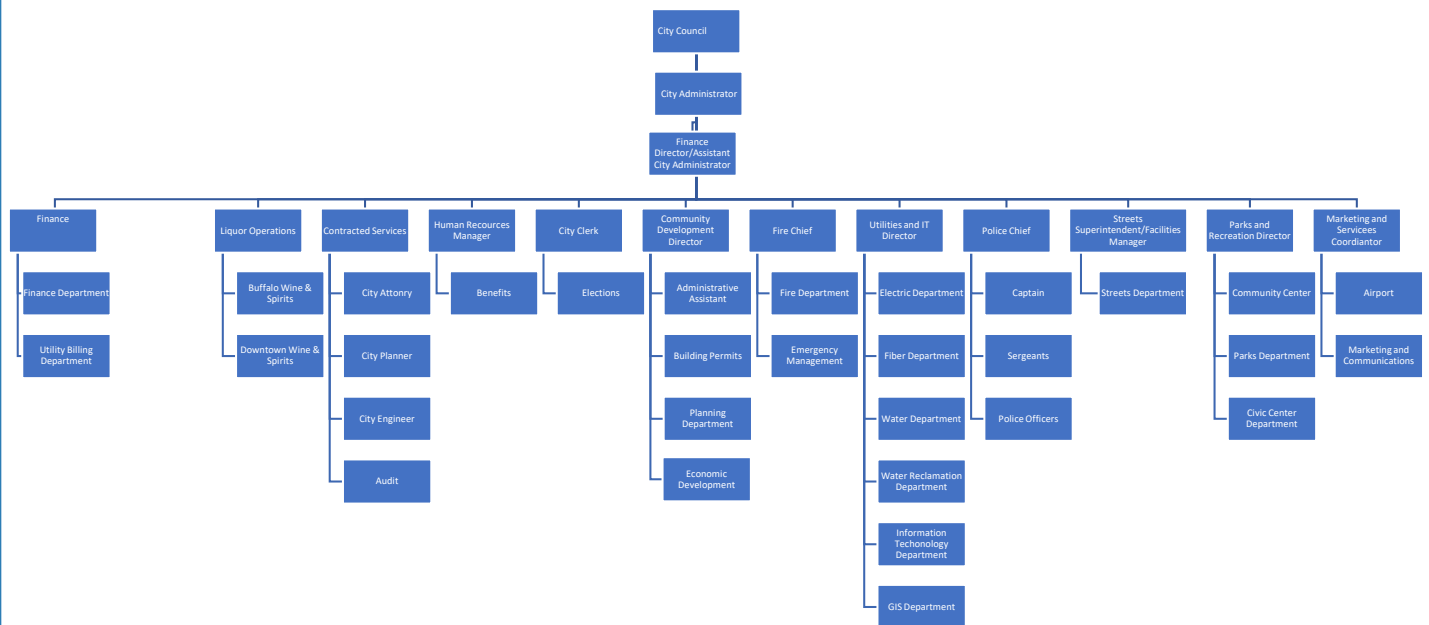 City Council
City Administrator
Finance
Director/Assistant
City Administrator
Finance
Liquor Operations
Contracted Services
Human Recources
Manager
City Clerk
Community
Development
Director
Fire Chief
Utilities and IT
Director
Police Chief
Streets
Superintendent/Facilities
Manager
Parks and
Recreation Director
Marketing and
Servicees
Coordiantor
Finance Department
Utility Billing
Department
Buffalo Wine &
Spirits
Downtown Wine &
Spirits
City Attonry
City Planner
City Engineer
Audit
Benefits
Elections
Administrative
Assistant
Building Permits
Planning
Department
Economic
Development
Fire Department
Emergency
Management
Electric Department
Fiber Department
Water Department
Water Reclamation
Department
Information
Techonology
Department
GIS Department
Captain
Sergeants
Police Officers
Streets Department
Community Center
Parks Department
Civic Center
Department
Airport
Marketing and
Communications